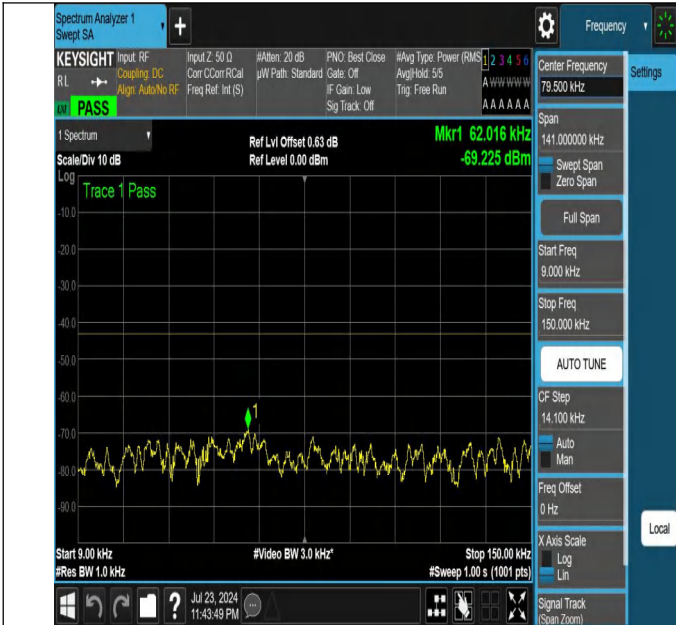 Spectrum Analyzer 1
Swept SA
+
Frequency
KEYSIGHT
RL
PASS
Input: RF
Coupling: DC
Align: Auto/No RF
Input Z: 50 Ω
Corr CCorr RCal
Freq Ref: Int (S)
#Atten: 20 dB
µW Path: Standard
PNO: Best Close
Gate: Off
IF Gain: Low
Sig Track: Off
#Avg Type: Power (RMS)
Avg|Hold: 5/5
Trig: Free Run
1 2 3 4 5 6
A W W W W W
A A A A A A
1 Spectrum
Scale/Div 10 dB
Log
Ref Lvl Offset 0.63 dB
Ref Level 0.00 dBm
Mkr1 62.016 kHz
-69.225 dBm
Trace 1 Pass
-10.0
-20.0
-30.0
-40.0
-50.0
-60.0
-70.0
-80.0
-90.0
1
Start 9.00 kHz
#Res BW 1.0 kHz
#Video BW 3.0 kHz*
Stop 150.00 kHz
#Sweep 1.00 s (1001 pts)
?
Jul 23, 2024
11:43:49 PM
Center Frequency
79.500 kHz
Span
141.000000 kHz
Swept Span
Zero Span
Full Span
Start Freq
9.000 kHz
Stop Freq
150.000 kHz
AUTO TUNE
CF Step
14.100 kHz
Auto
Man
Freq Offset
0 Hz
X Axis Scale
Log
Lin
Signal Track
(Span Zoom)
Settings
Local